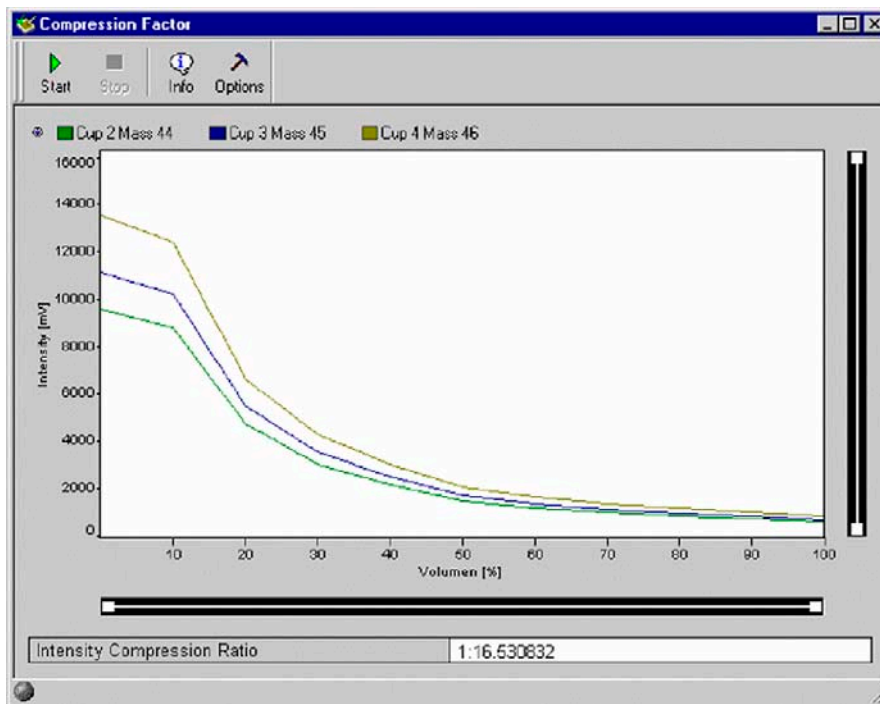 Compression Factor
Start Stop Info Options
Cup 2 Mass 44 Cup 3 Mass 45 Cup 4 Mass 46
16000
14000
12000
10000
8000
6000
4000
2000
0
Intensity [mV]
10 20 30 40 50 60 70 80 90 100
Volumen [%]
Intensity Compression Ratio 1:16.530832